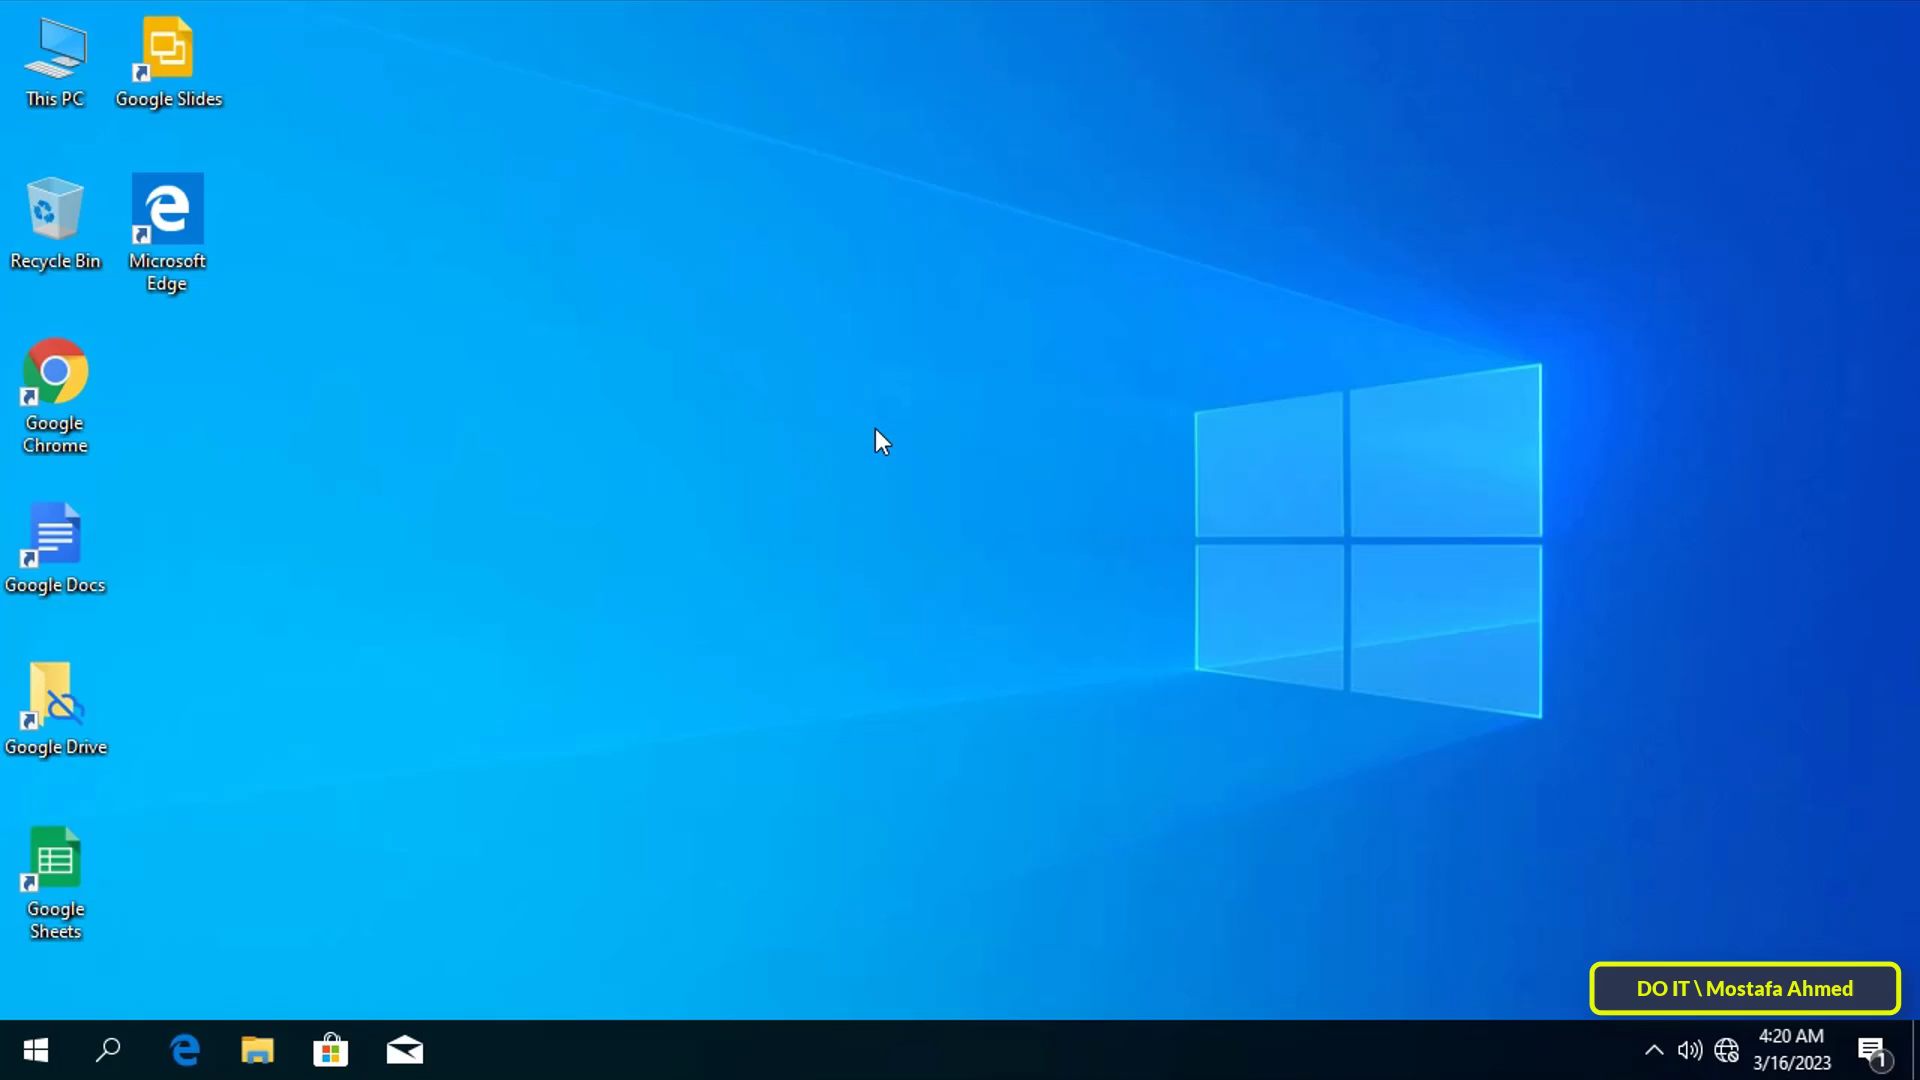 This PC
Google Slides
Recycle Bin
Microsoft
Edge
Google
Chrome
Google Docs
Google Drive
Google
Sheets
DO IT \ Mostafa Ahmed
4:20 AM
3/16/2023
1